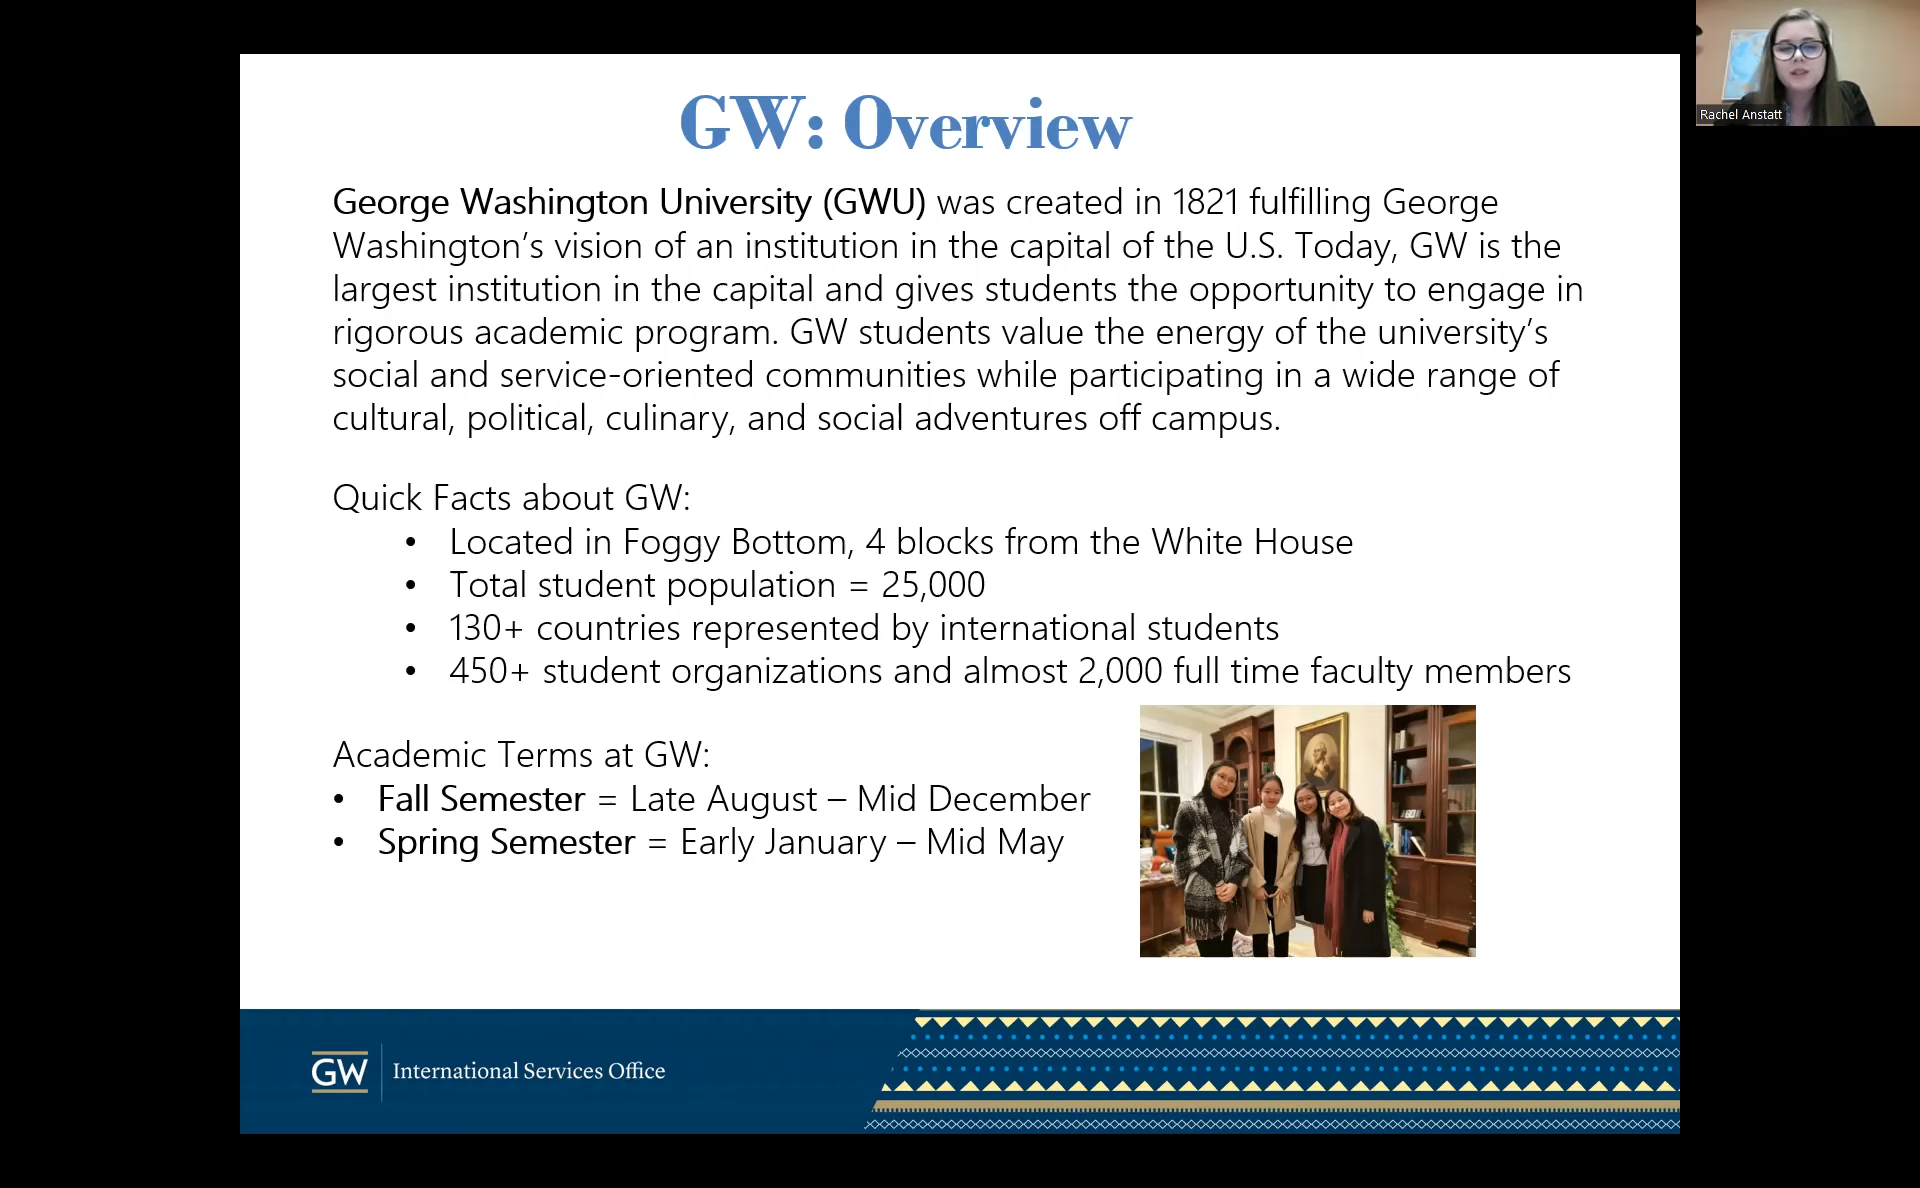 GW: Overview
Rachel Anstatt
George Washington University (GWU) was created in 1821 fulfilling George
Washington’s vision of an institution in the capital of the U.S. Today, GW is the
largest institution in the capital and gives students the opportunity to engage in
rigorous academic program. GW students value the energy of the university’s
social and service-oriented communities while participating in a wide range of
cultural, political, culinary, and social adventures off campus.
Quick Facts about GW:
• Located in Foggy Bottom, 4 blocks from the White House
• Total student population = 25,000
• 130+ countries represented by international students
• 450+ student organizations and almost 2,000 full time faculty members
Academic Terms at GW:
• Fall Semester = Late August – Mid December
• Spring Semester = Early January – Mid May
GW International Services Office